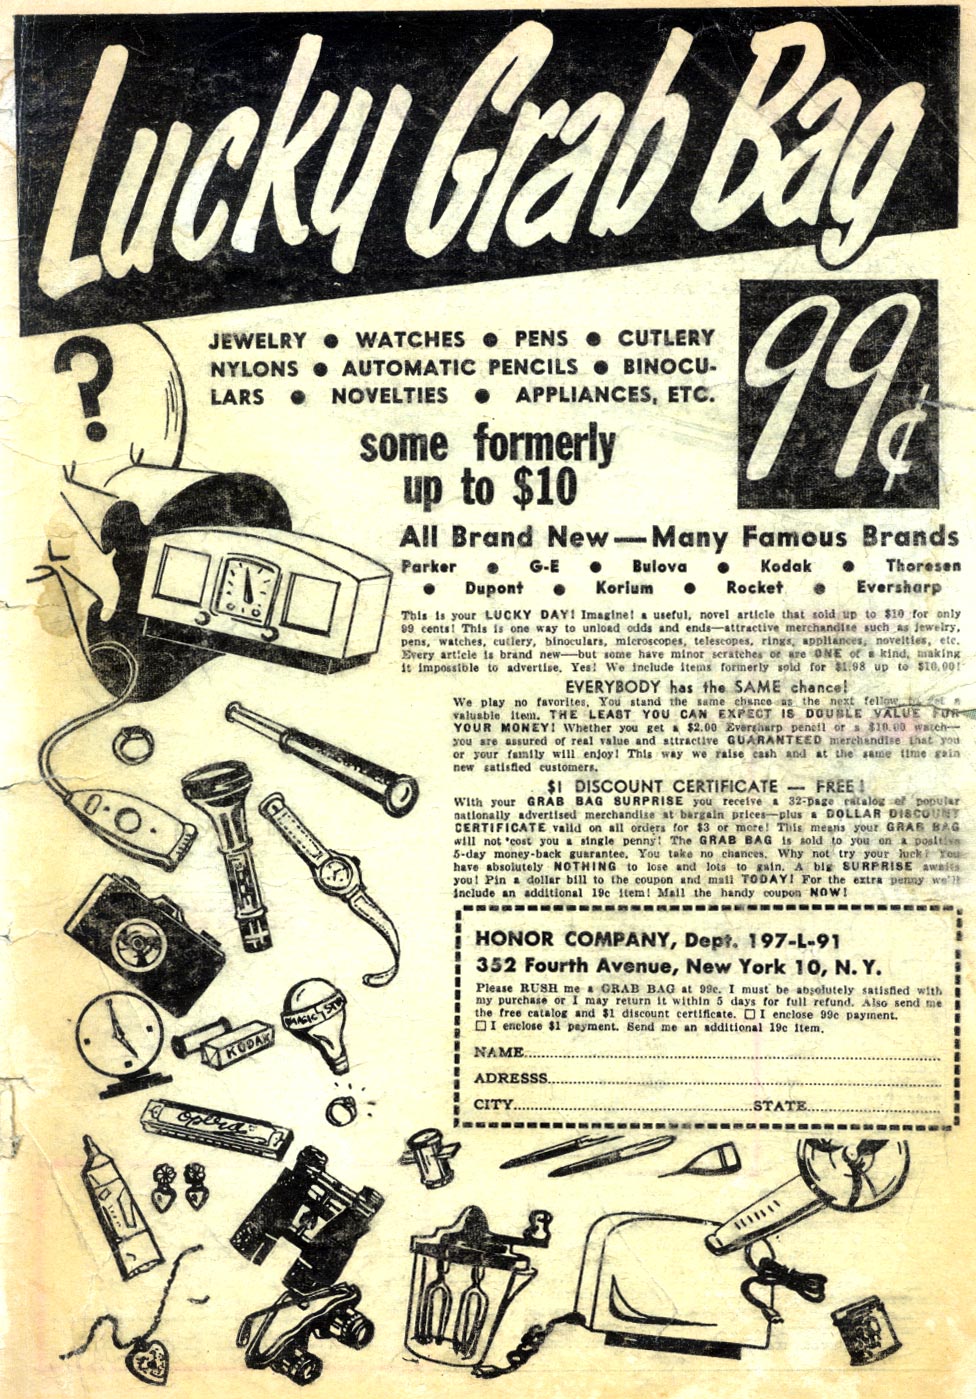 Lucky Grab Bag
99¢
JEWELRY ● WATCHES ● PENS ● CUTLERY
NYLONS ● AUTOMATIC PENCILS ● BINOCU-
LARS ● NOVELTIES ● APPLIANCES, ETC.
?
some formerly
up to $10
All Brand New—Many Famous Brands
Parker ● G-E ● Bulova ● Kodak ● Thoresen
● Dupont ● Korium ● Rocket ● Eversharp
This is your LUCKY DAY! Imagine! a useful, novel article that sold up to $10 for only
99 cents! This is one way to unload odds and ends—attractive merchandise such as jewelry,
pens, watches, cutlery, binoculars, microscopes, telescopes, rings, appliances, novelties, etc.
Every article is brand new—but some have minor scratches or are ONE of a kind, making
it impossible to advertise. Yes! We include items formerly sold for $1.98 up to $10.00!
EVERYBODY has the SAME chance!
We play no favorites. You stand the same chance as the next fellow to get a
valuable item. THE LEAST YOU CAN EXPECT IS DOUBLE VALUE FOR
YOUR MONEY! Whether you get a $2.00 Eversharp pencil or a $10.00 watch—
you are assured of real value and attractive GUARANTEED merchandise that you
or your family will enjoy! This way we raise cash and at the same time gain
new satisfied customers.
$1 DISCOUNT CERTIFICATE — FREE!
With your GRAB BAG SURPRISE you receive a 32-page catalog of popular
nationally advertised merchandise at bargain prices—plus a DOLLAR DISCOUNT
CERTIFICATE valid on all orders for $3 or more! This means your GRAB BAG
will not cost you a single penny! The GRAB BAG is sold to you on a positive
5-day money-back guarantee. You take no chances. Why not try your luck! You
have absolutely NOTHING to lose and lots to gain. A big SURPRISE awaits
you! Pin a dollar bill to the coupon and mail TODAY! For the extra penny we'll
include an additional 19c item! Mail the handy coupon NOW!
HONOR COMPANY, Dept. 197-L-91
352 Fourth Avenue, New York 10, N. Y.
Please RUSH me a GRAB BAG at 99c. I must be absolutely satisfied with
my purchase or I may return it within 5 days for full refund. Also send me
the free catalog and $1 discount certificate. ☐ I enclose 99c payment.
☐ I enclose $1 payment. Send me an additional 19c item.
NAME
ADRESSS
CITY STATE
MAGIC
KODAK